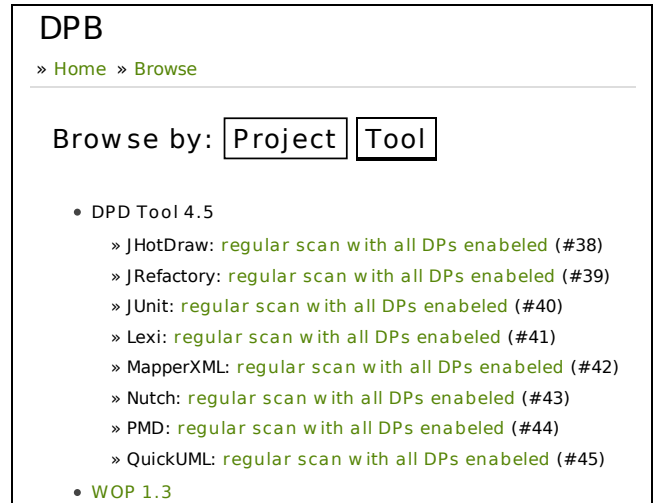 DPB
» Home » Browse
Browse by: Project Tool
• DPD Tool 4.5
» JHotDraw: regular scan with all DPs enabeled (#38)
» JRefactory: regular scan with all DPs enabeled (#39)
» JUnit: regular scan with all DPs enabeled (#40)
» Lexi: regular scan with all DPs enabeled (#41)
» MapperXML: regular scan with all DPs enabeled (#42)
» Nutch: regular scan with all DPs enabeled (#43)
» PMD: regular scan with all DPs enabeled (#44)
» QuickUML: regular scan with all DPs enabeled (#45)
• WOP 1.3